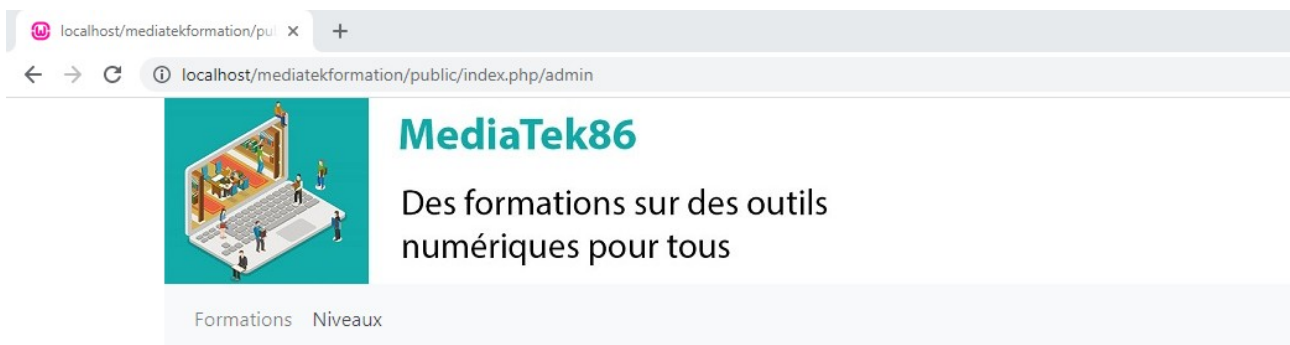 localhost/mediatekformation/pu
localhost/mediatekformation/public/index.php/admin
MediaTek86
Des formations sur des outils
numériques pour tous
Formations Niveaux